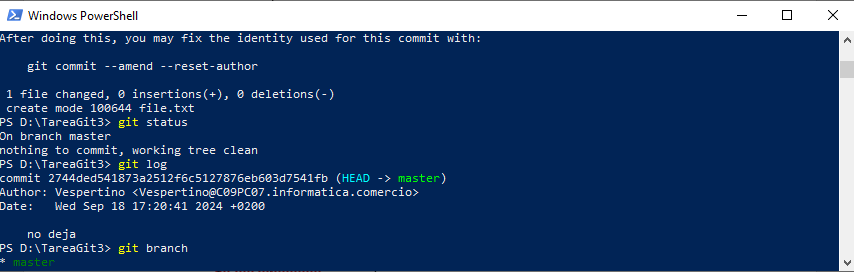 Windows PowerShell
After doing this, you may fix the identity used for this commit with:
git commit --amend --reset-author
1 file changed, 0 insertions(+), 0 deletions(-)
create mode 100644 file.txt
PS D:\TareaGit3> git status
On branch master
nothing to commit, working tree clean
PS D:\TareaGit3> git log
commit 2744ded541873a2512f6c5127876eb603d7541fb (HEAD -> master)
Author: Vespertino <Vespertino@C09PC07.informatica.comercio>
Date:   Wed Sep 18 17:20:41 2024 +0200
no deja
PS D:\TareaGit3> git branch
* master